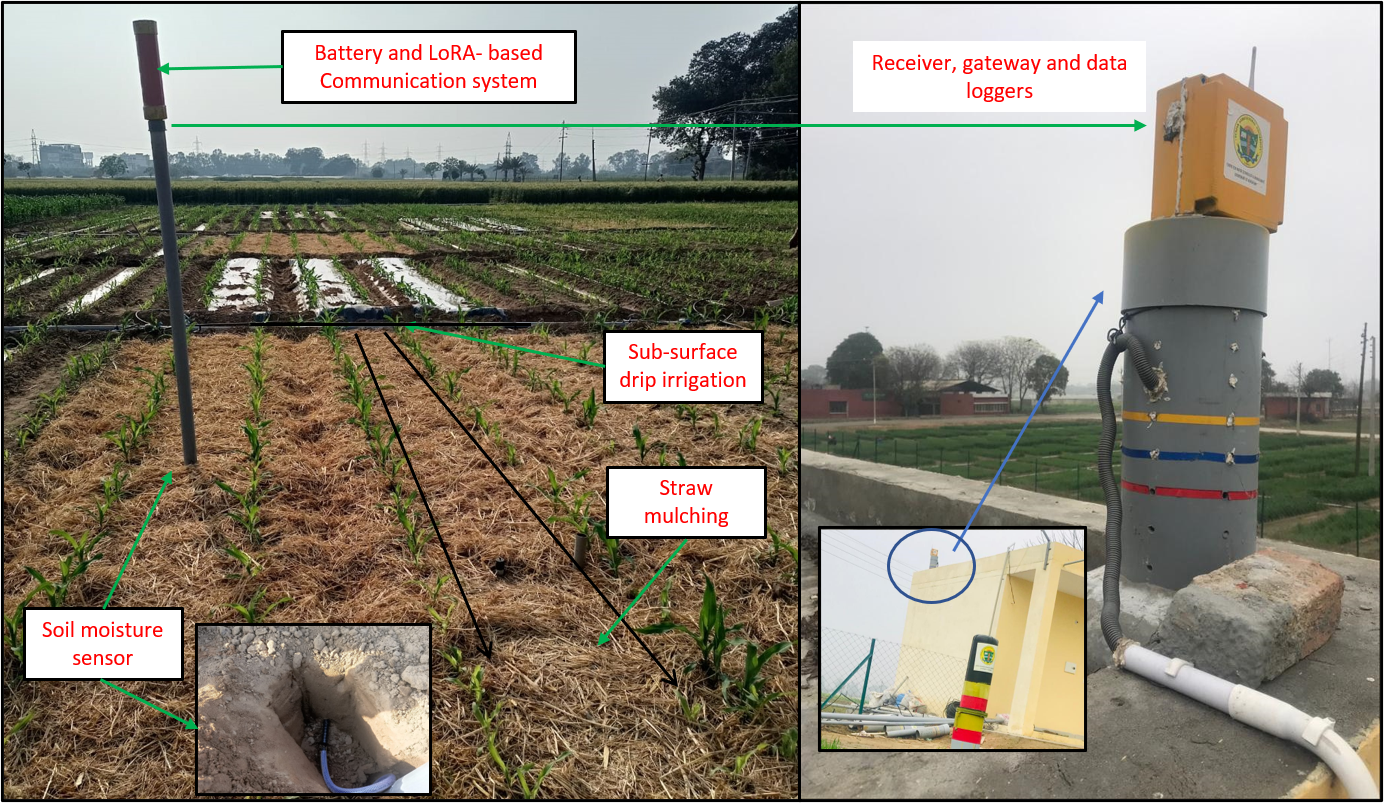 Battery and LoRA- based
Communication system
Receiver, gateway and data
loggers
Sub-surface
drip irrigation
Straw
mulching
Soil moisture
sensor